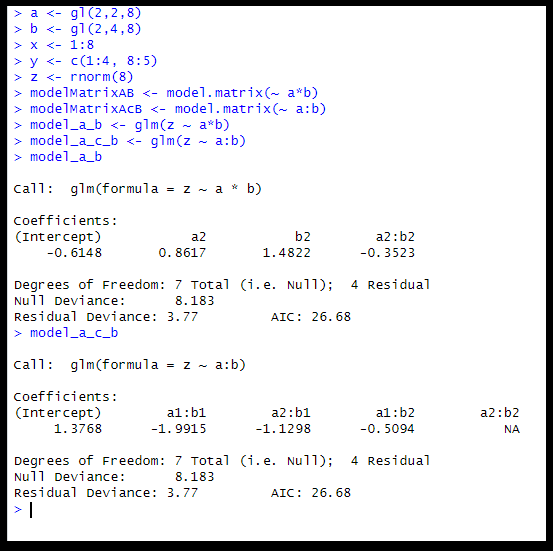 > a <- gl(2,2,8)
> b <- gl(2,4,8)
> x <- 1:8
> y <- c(1:4, 8:5)
> z <- rnorm(8)
> modelMatrixAB <- model.matrix(~ a*b)
> modelMatrixAcB <- model.matrix(~ a:b)
> model_a_b <- glm(z ~ a*b)
> model_a_c_b <- glm(z ~ a:b)
> model_a_b
Call:  glm(formula = z ~ a * b)
Coefficients:
(Intercept)           a2           b2        a2:b2
    -0.6148       0.8617       1.4822      -0.3523
Degrees of Freedom: 7 Total (i.e. Null);  4 Residual
Null Deviance:      8.183
Residual Deviance: 3.77        AIC: 26.68
> model_a_c_b
Call:  glm(formula = z ~ a:b)
Coefficients:
(Intercept)        a1:b1        a2:b1        a1:b2        a2:b2
     1.3768      -1.9915      -1.1298      -0.5094           NA
Degrees of Freedom: 7 Total (i.e. Null);  4 Residual
Null Deviance:      8.183
Residual Deviance: 3.77        AIC: 26.68
>